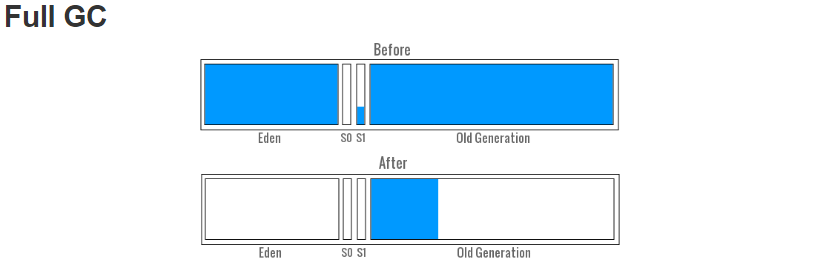 Full GC
Before
Eden S0 S1 Old Generation
After
Eden S0 S1 Old Generation